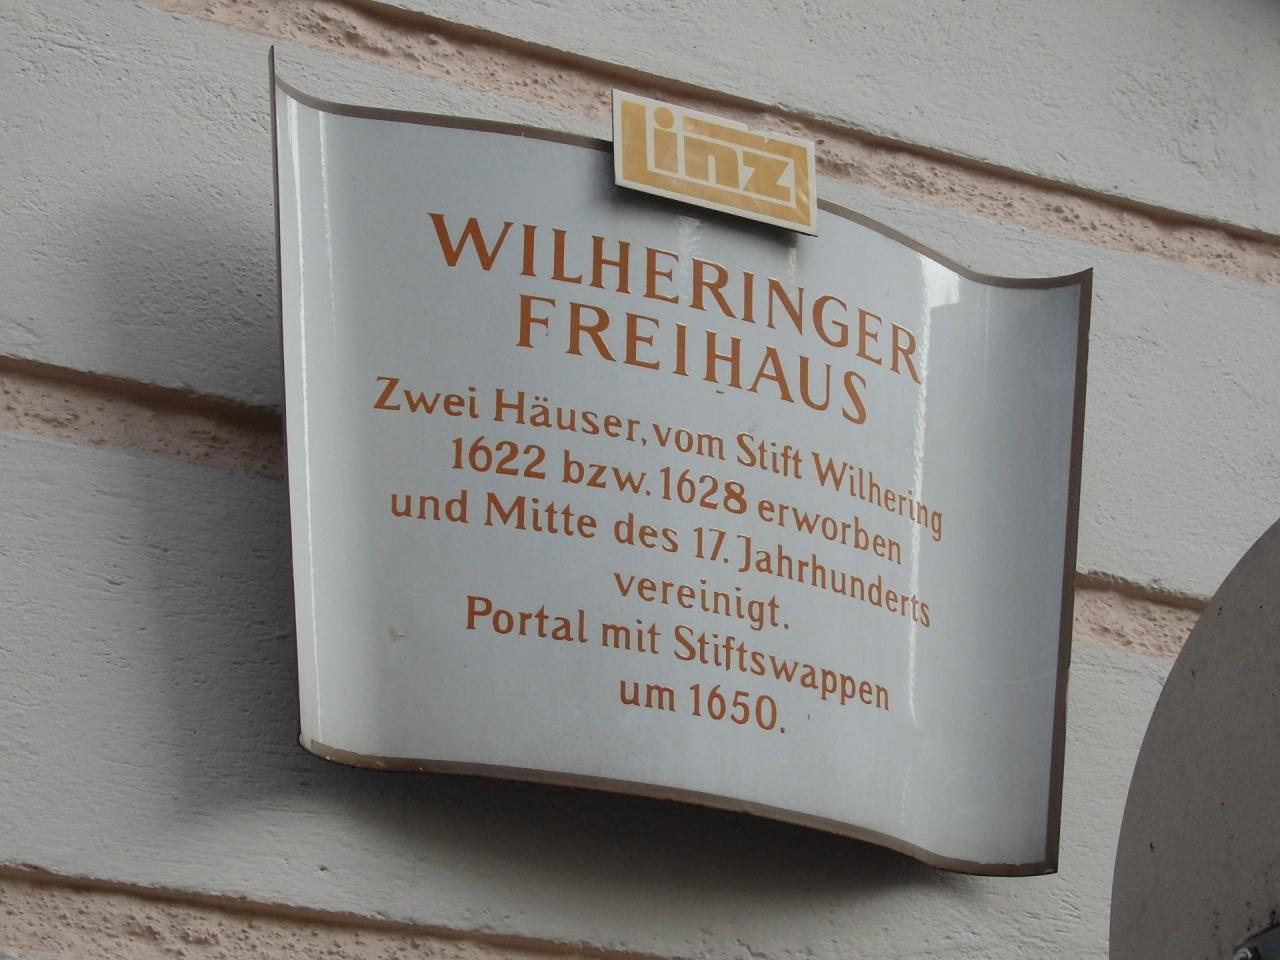 Linz
WILHERINGER
FREIHAUS
Zwei Häuser, vom Stift Wilhering
1622 bzw. 1628 erworben
und Mitte des 17. Jahrhunderts
vereinigt.
Portal mit Stiftswappen
um 1650.